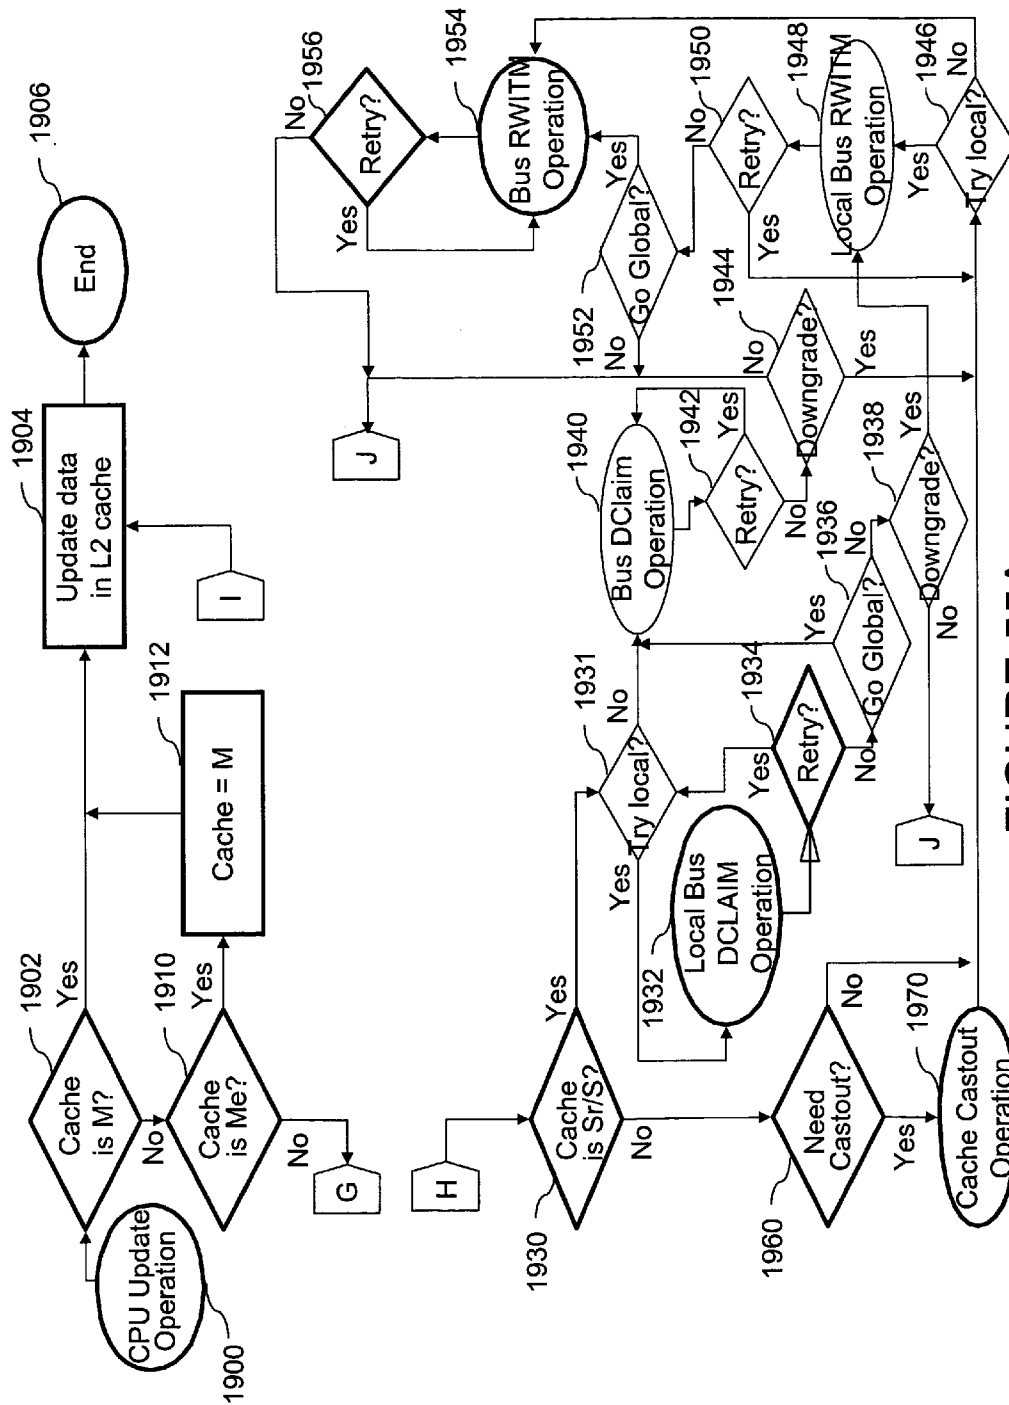 1900
CPU Update
Operation
1902
Cache
is M?
Yes
No
1904
Update data
in L2 cache
1906
End
1910
Cache
is Me?
Yes
No
1912
Cache = M
G
I
H
1930
Cache
is Sr/S?
Yes
No
1931
Try local?
No
Yes
1932
Local Bus
DCLAIM
Operation
1934
Retry?
Yes
No
1936
Go Global?
Yes
No
1938
Downgrade?
Yes
No
J
1940
Bus DClaim
Operation
1942
Retry?
Yes
No
1944
Downgrade?
No
Yes
J
1946
Try local?
No
Yes
1948
Local Bus RWITM
Operation
1950
Retry?
No
Yes
1952
Go Global?
Yes
No
1954
Bus RWITM
Operation
1956
Retry?
No
Yes
1960
Need
Castout?
No
Yes
1970
Cache Castout
Operation